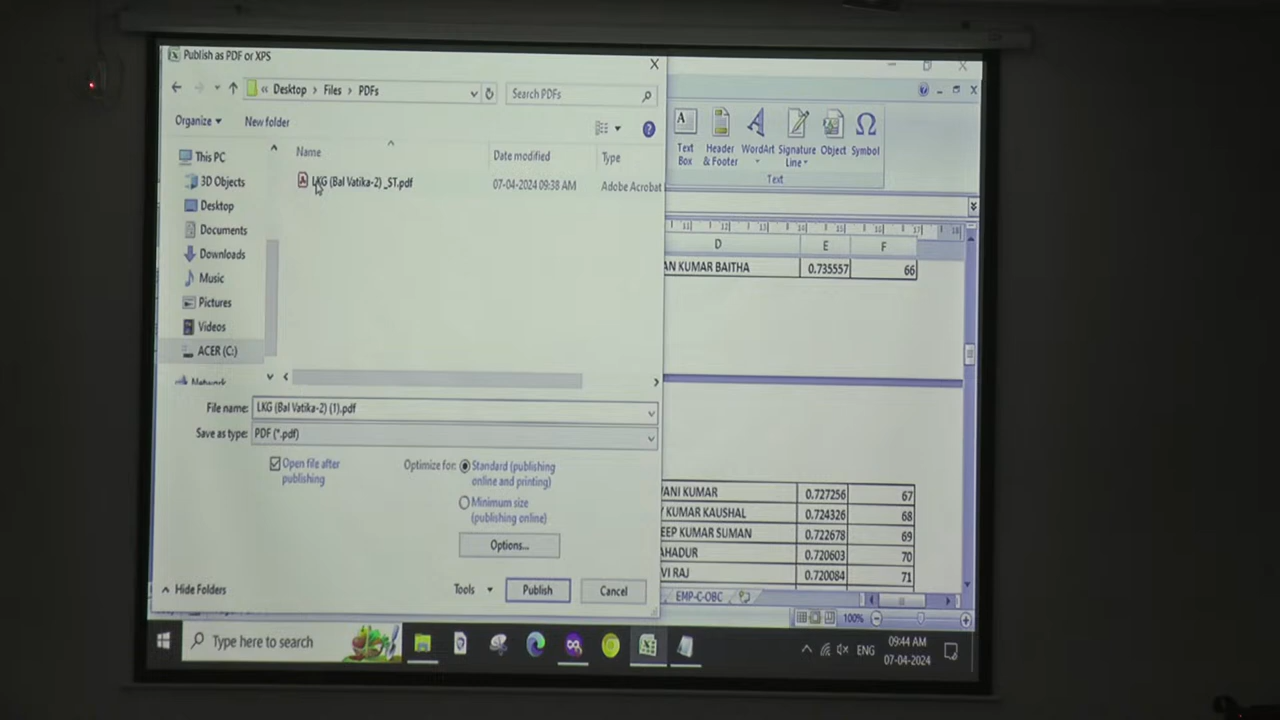 Publish as PDF or XPS
« Desktop > Files > PDFs
Search PDFs
Organize
New folder
This PC
3D Objects
Desktop
Documents
Downloads
Music
Pictures
Videos
ACER (C:)
Network
Name
Date modified
Type
LKG (Bal Vatika-2) _ST.pdf
07-04-2024 09:38 AM
Adobe Acrobat
File name:
LKG (Bal Vatika-2) (1).pdf
Save as type:
PDF (*.pdf)
Open file after
publishing
Optimize for:
Standard (publishing
online and printing)
Minimum size
(publishing online)
Options...
Hide Folders
Tools
Publish
Cancel
Text
Box
Header
& Footer
WordArt
Signature
Line
Object
Symbol
Text
D E F
AN KUMAR BAITHA 0.735557 66
ANI KUMAR 0.727256 67
KUMAR KAUSHAL 0.724326 68
EEP KUMAR SUMAN 0.722678 69
AHADUR 0.720603 70
VI RAJ 0.720084 71
EMP-C-OBC
100%
Type here to search
ENG
09:44 AM
07-04-2024